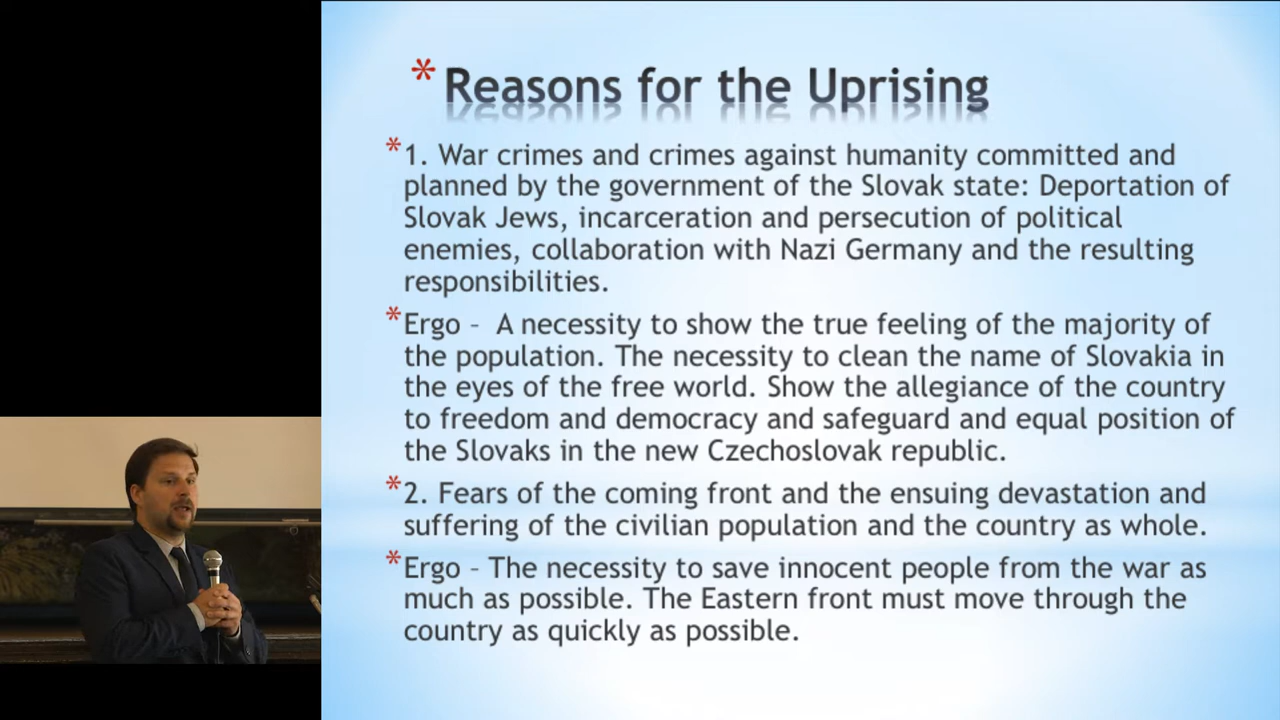 * Reasons for the Uprising
* 1. War crimes and crimes against humanity committed and
planned by the government of the Slovak state: Deportation of
Slovak Jews, incarceration and persecution of political
enemies, collaboration with Nazi Germany and the resulting
responsibilities.
* Ergo – A necessity to show the true feeling of the majority of
the population. The necessity to clean the name of Slovakia in
the eyes of the free world. Show the allegiance of the country
to freedom and democracy and safeguard and equal position of
the Slovaks in the new Czechoslovak republic.
* 2. Fears of the coming front and the ensuing devastation and
suffering of the civilian population and the country as whole.
* Ergo – The necessity to save innocent people from the war as
much as possible. The Eastern front must move through the
country as quickly as possible.